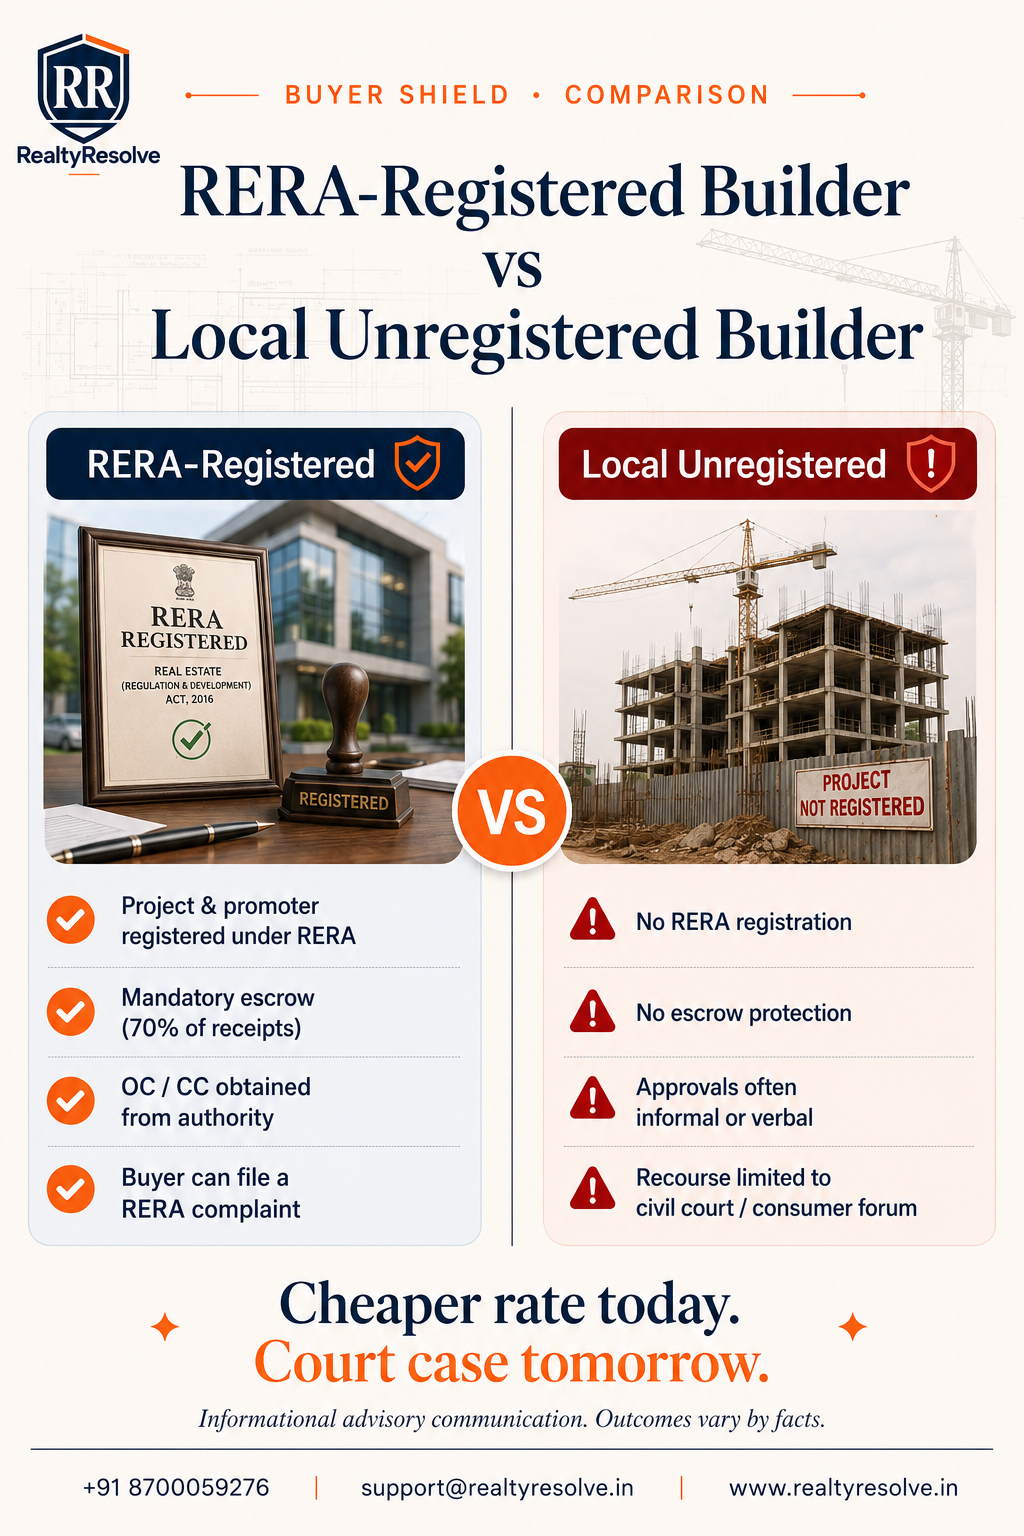 RR
RealtyResolve
BUYER SHIELD • COMPARISON
RERA-Registered Builder
vs
Local Unregistered Builder
RERA-Registered
RERA
REGISTERED
REAL ESTATE
(REGULATION & DEVELOPMENT)
ACT, 2016
REGISTERED
Project & promoter
registered under RERA
Mandatory escrow
(70% of receipts)
OC / CC obtained
from authority
Buyer can file a
RERA complaint
VS
Local Unregistered
PROJECT
NOT REGISTERED
No RERA registration
No escrow protection
Approvals often
informal or verbal
Recourse limited to
civil court / consumer forum
Cheaper rate today.
Court case tomorrow.
Informational advisory communication. Outcomes vary by facts.
+91 8700059276 | support@realtyresolve.in | www.realtyresolve.in